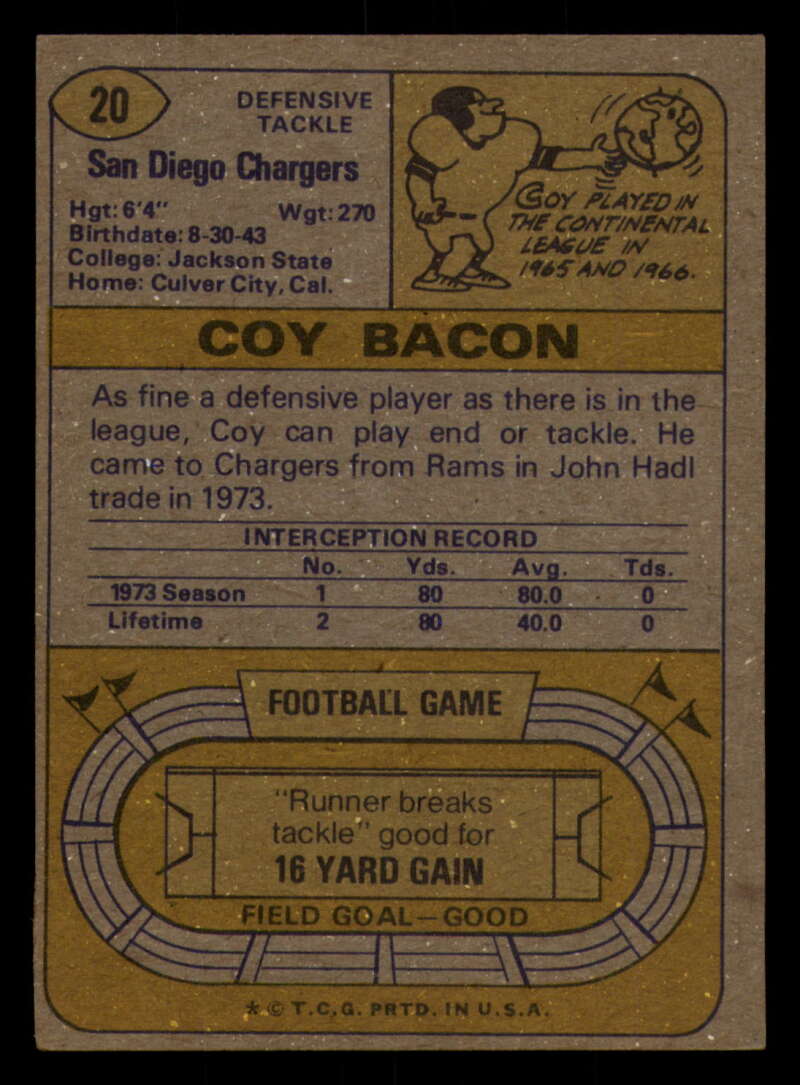 20
DEFENSIVE
TACKLE
San Diego Chargers
Hgt: 6'4" Wgt: 270
Birthdate: 8-30-43
College: Jackson State
Home: Culver City, Cal.
COY PLAYED IN
THE CONTINENTAL
LEAGUE IN
1965 AND 1966.
COY BACON
As fine a defensive player as there is in the
league, Coy can play end or tackle. He
came to Chargers from Rams in John Hadl
trade in 1973.
INTERCEPTION RECORD
No. Yds. Avg. Tds.
1973 Season 1 80 80.0 0
Lifetime 2 80 40.0 0
FOOTBALL GAME
"Runner breaks
tackle" good for
16 YARD GAIN
FIELD GOAL—GOOD
* © T.C.G. PRTD. IN U.S.A.